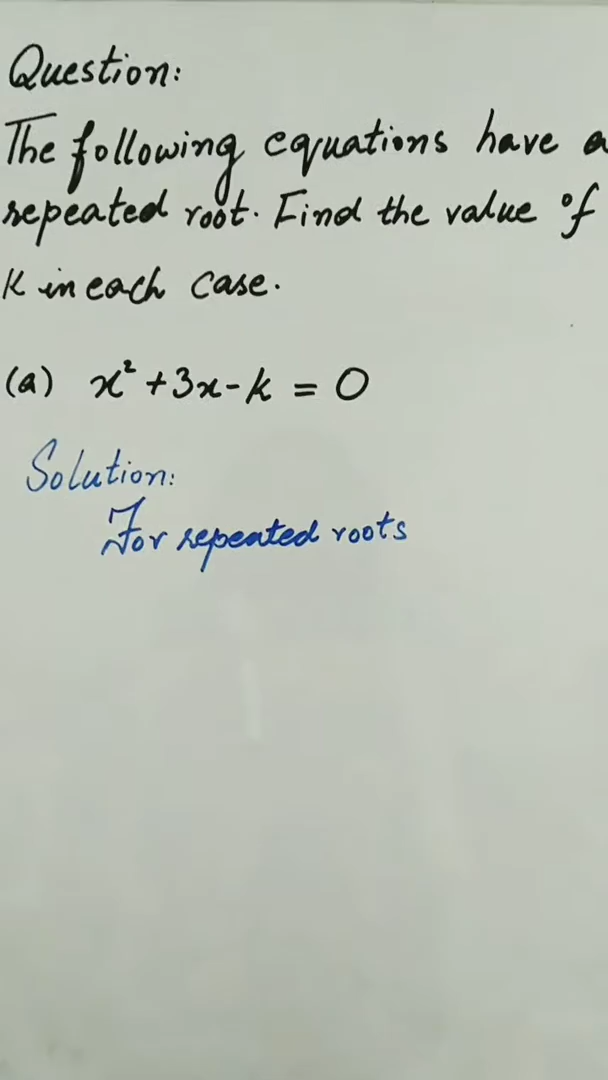 Question:
The following equations have a
repeated root. Find the value of
K in each case.
(a) x² + 3x - k = 0
Solution:
For repeated roots